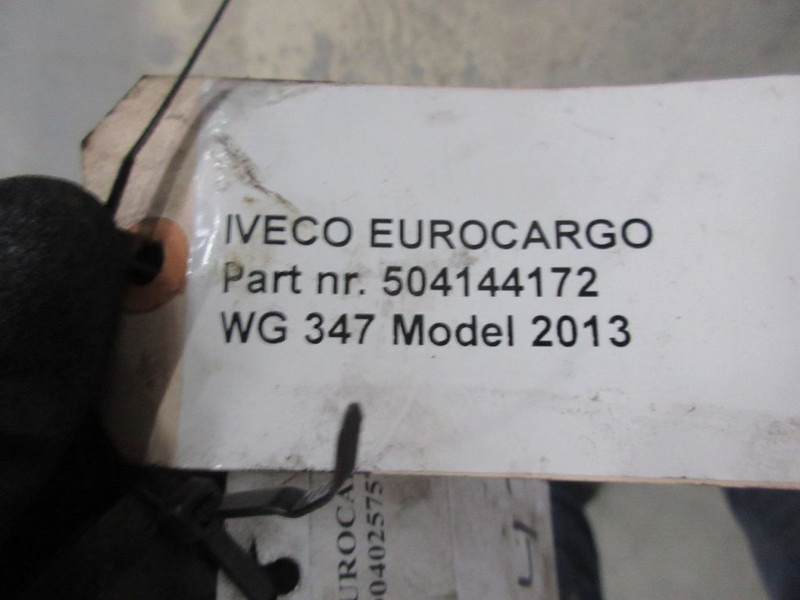 IVECO EUROCARGO
Part nr. 504144172
WG 347 Model 2013